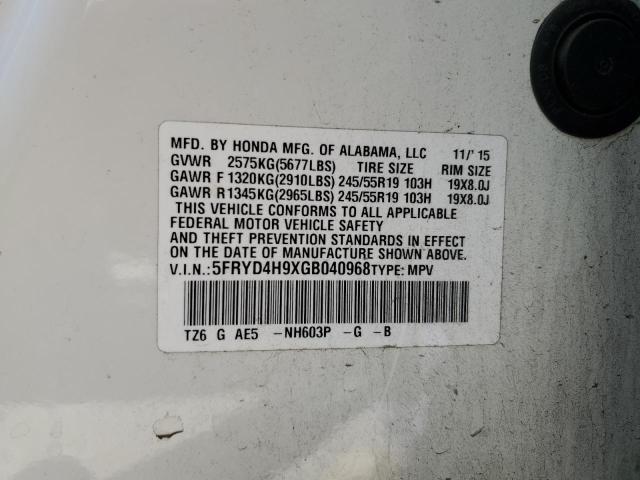 MFD. BY HONDA MFG. OF ALABAMA, LLC 11/'15
GVWR 2575KG(5677LBS) TIRE SIZE RIM SIZE
GAWR F 1320KG(2910LBS) 245/55R19 103H 19X8.0J
GAWR R1345KG(2965LBS) 245/55R19 103H 19X8.0J
THIS VEHICLE CONFORMS TO ALL APPLICABLE
FEDERAL MOTOR VEHICLE SAFETY
AND THEFT PREVENTION STANDARDS IN EFFECT
ON THE DATE OF MANUFACTURE SHOWN ABOVE.
V.I.N.: 5FRYD4H9XGB040968 TYPE: MPV
TZ6 G AE5 -NH603P -G -B